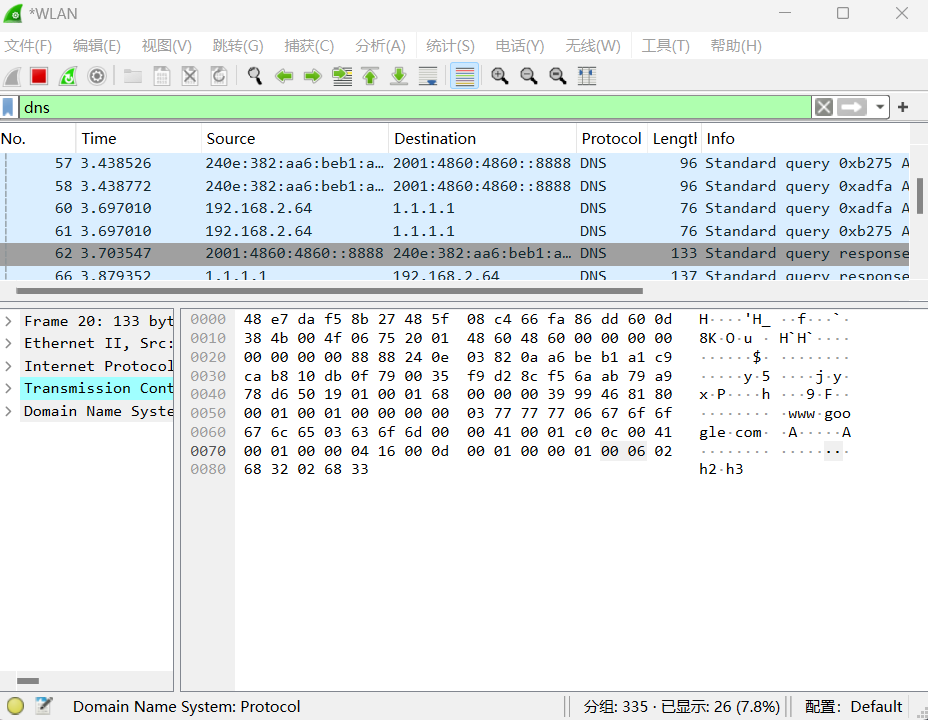 *WLAN
文件(F) 编辑(E) 视图(V) 跳转(G) 捕获(C) 分析(A) 统计(S) 电话(Y) 无线(W) 工具(T) 帮助(H)
dns
No. Time Source Destination Protocol Length Info
57 3.438526 240e:382:aa6:beb1:a… 2001:4860:4860::8888 DNS 96 Standard query 0xb275 A
58 3.438772 240e:382:aa6:beb1:a… 2001:4860:4860::8888 DNS 96 Standard query 0xadfa A
60 3.697010 192.168.2.64 1.1.1.1 DNS 76 Standard query 0xadfa A
61 3.697010 192.168.2.64 1.1.1.1 DNS 76 Standard query 0xb275 A
62 3.703547 2001:4860:4860::8888 240e:382:aa6:beb1:a… DNS 133 Standard query response
66 3.879352 1.1.1.1 192.168.2.64 DNS 137 Standard query response
Frame 20: 133 byt
Ethernet II, Src:
Internet Protocol
Transmission Cont
Domain Name Syste
0000 48 e7 da f5 8b 27 48 5f 08 c4 66 fa 86 dd 60 0d H····'H_ ··f···`·
0010 38 4b 00 4f 06 75 20 01 48 60 48 60 00 00 00 00 8K·O·u · H`H`····
0020 00 00 00 00 88 88 24 0e 03 82 0a a6 be b1 a1 c9 ······$· ········
0030 ca b8 10 db 0f 79 00 35 f9 d2 8c f5 6a ab 79 a9 ·····y·5 ····j·y·
0040 78 d6 50 19 01 00 01 68 00 00 00 39 99 46 81 80 x·P····h ···9·F··
0050 00 01 00 01 00 00 00 00 03 77 77 77 06 67 6f 6f ········ ·www·goo
0060 67 6c 65 03 63 6f 6d 00 00 41 00 01 c0 0c 00 41 gle·com· ·A·····A
0070 00 01 00 00 04 16 00 0d 00 01 00 00 01 00 06 02 ········ ········
0080 68 32 02 68 33 h2·h3
Domain Name System: Protocol 分组: 335 · 已显示: 26 (7.8%) 配置: Default